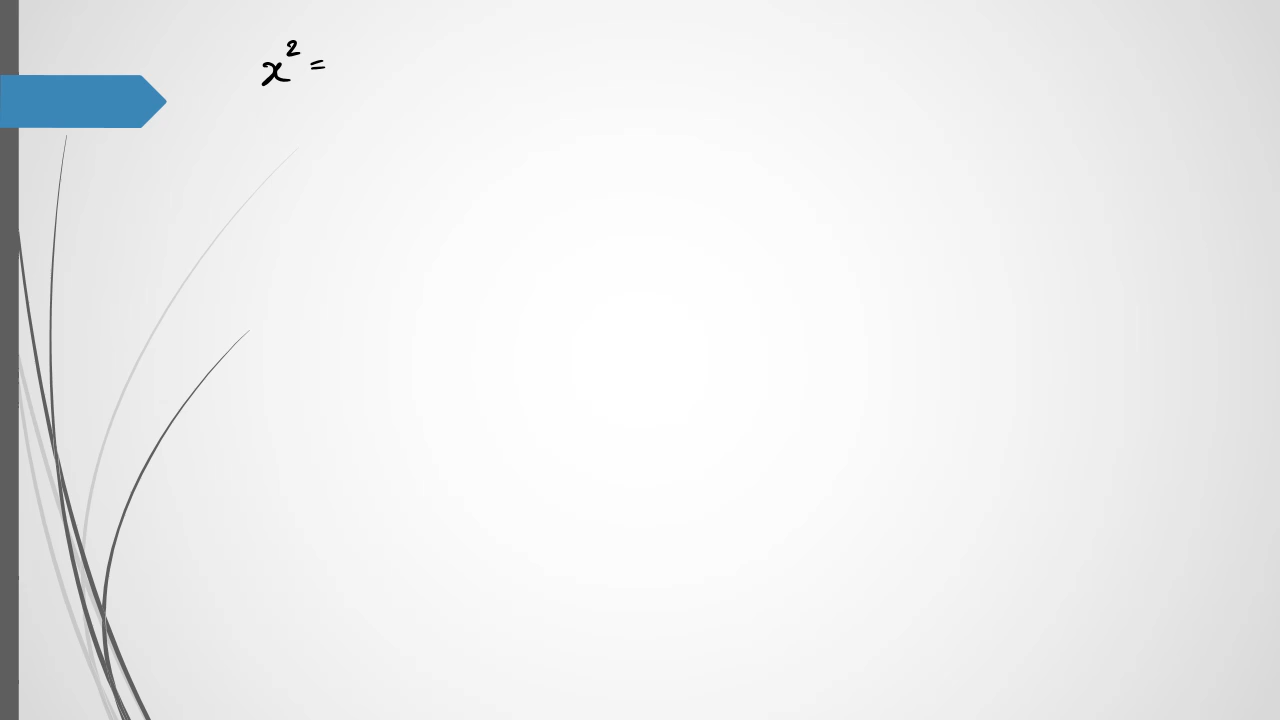 x² =